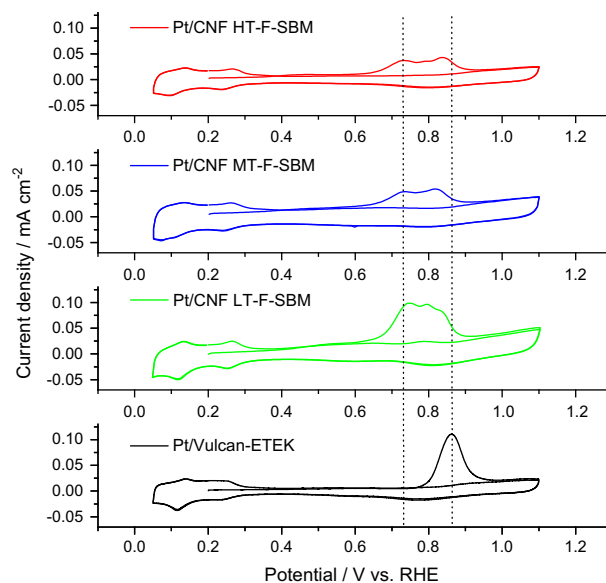 Pt/CNF HT-F-SBM
0.10
0.05
0.00
-0.05
0.0 0.2 0.4 0.6 0.8 1.0 1.2
Pt/CNF MT-F-SBM
0.10
0.05
0.00
-0.05
0.0 0.2 0.4 0.6 0.8 1.0 1.2
Pt/CNF LT-F-SBM
0.10
0.05
0.00
-0.05
0.0 0.2 0.4 0.6 0.8 1.0 1.2
Pt/Vulcan-ETEK
0.10
0.05
0.00
-0.05
0.0 0.2 0.4 0.6 0.8 1.0 1.2
Current density / mA cm⁻²
Potential / V vs. RHE